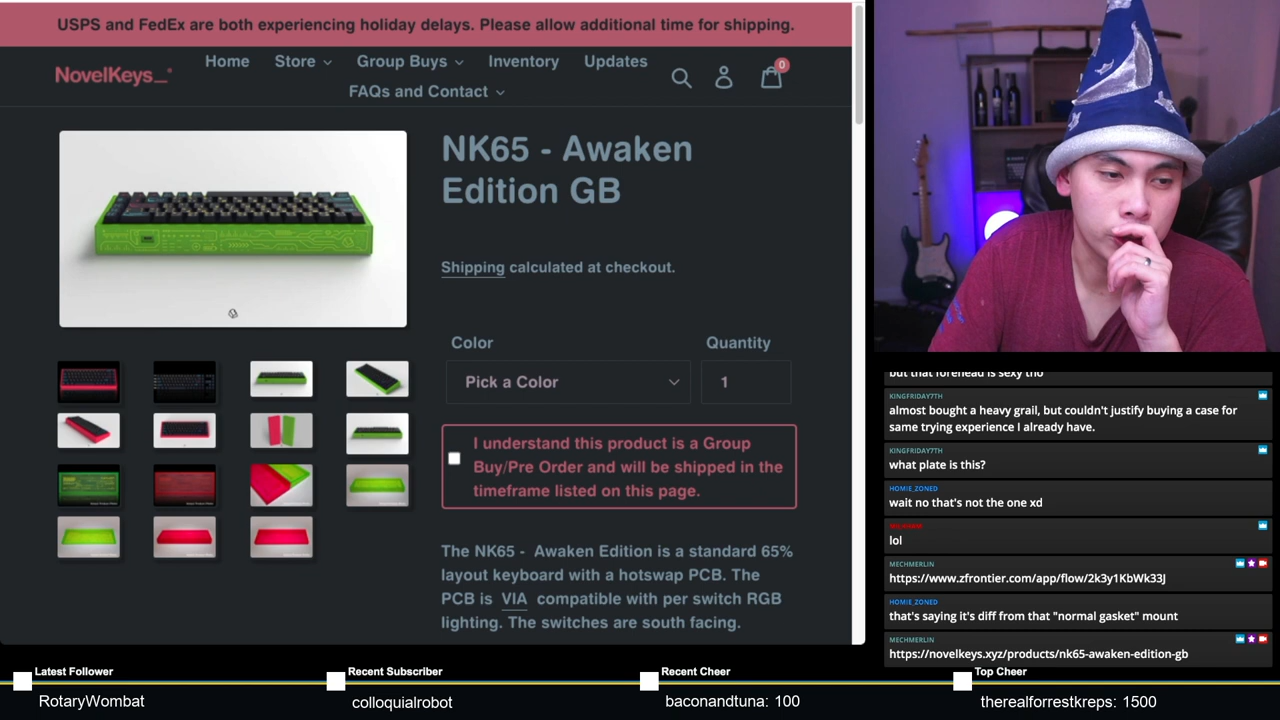 USPS and FedEx are both experiencing holiday delays. Please allow additional time for shipping.
NovelKeys_
Home
Store
Group Buys
Inventory
Updates
FAQs and Contact
0
NK65 - Awaken
Edition GB
Shipping calculated at checkout.
Color
Quantity
Pick a Color
1
I understand this product is a Group
Buy/Pre Order and will be shipped in the
timeframe listed on this page.
The NK65 - Awaken Edition is a standard 65%
layout keyboard with a hotswap PCB. The
PCB is VIA compatible with per switch RGB
lighting. The switches are south facing.
but that forehead is sexy tho
KINGFRIDAY7TH
almost bought a heavy grail, but couldn't justify buying a case for
same trying experience I already have.
KINGFRIDAY7TH
what plate is this?
HOMIE_ZONED
wait no that's not the one xd
lol
MECHMERLIN
https://www.zfrontier.com/app/flow/2k3y1KbWk33J
HOMIE_ZONED
that's saying it's diff from that "normal gasket" mount
MECHMERLIN
https://novelkeys.xyz/products/nk65-awaken-edition-gb
Latest Follower
RotaryWombat
Recent Subscriber
colloquialrobot
Recent Cheer
baconandtuna: 100
Top Cheer
therealforrestkreps: 1500